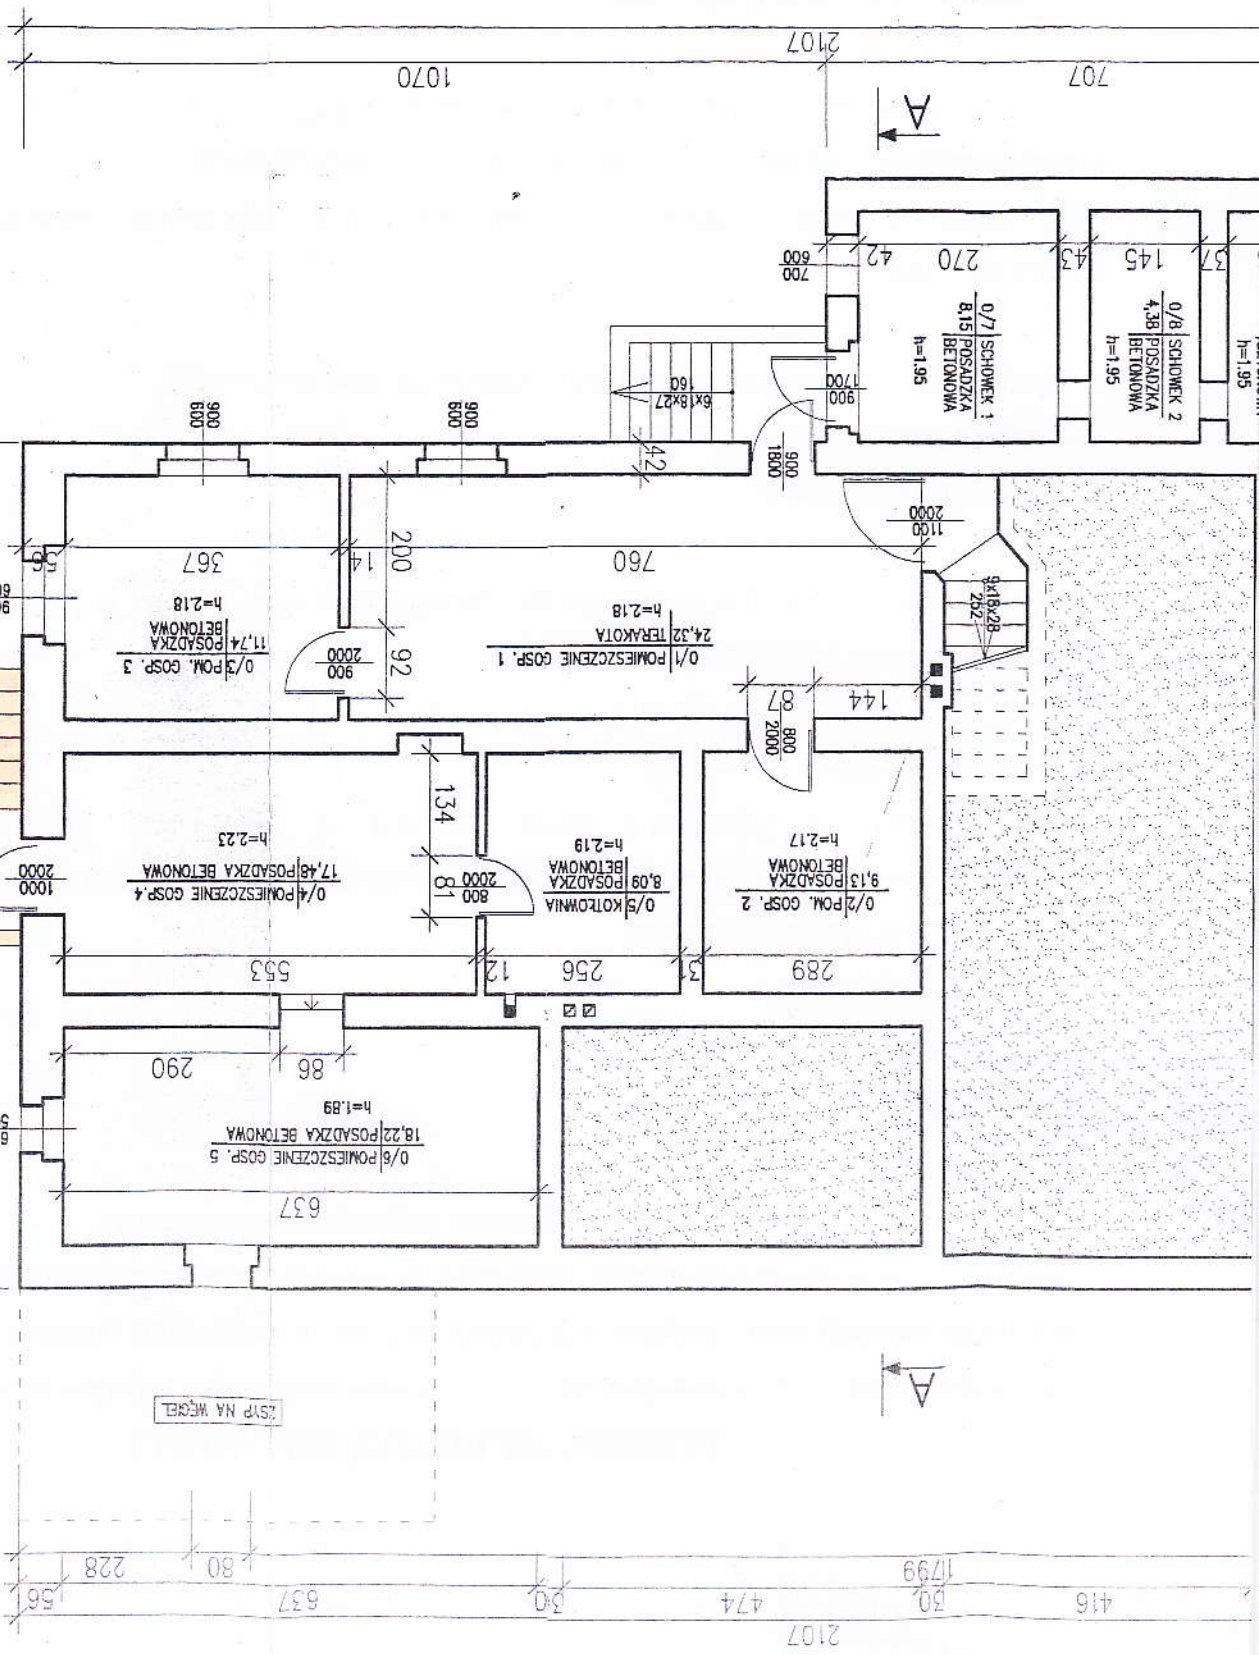 2107
1070
707
A
700
600
42
270
43
145
37
0/7 SCHOWEK 1
8,15 POSADZKA
BETONOWA
h=1.95
0/8 SCHOWEK 2
4,38 POSADZKA
BETONOWA
h=1.95
h=1.95
6x18x27
160
900
1700
900
600
900
600
42
900
1800
1100
2000
56
367
14
200
760
9x18x28
252
0/3 POM. GOSP. 3
11,74 POSADZKA
BETONOWA
h=2.18
900
2000
92
0/1 POMIESZCZENIE GOSP. 1
24,32 TERAKOTA
h=2.18
87
144
800
2000
1000
2000
0/4 POMIESZCZENIE GOSP.4
17,48 POSADZKA BETONOWA
h=2.23
134
81
800
2000
0/5 KOTŁOWNIA
8,09 POSADZKA
BETONOWA
h=2.19
0/2 POM. GOSP. 2
9,13 POSADZKA
BETONOWA
h=2.17
553
12
256
31
289
290
86
0/6 POMIESZCZENIE GOSP. 5
18,22 POSADZKA BETONOWA
h=1.89
637
ZSYP NA WĘGIEL
A
228
80
1799
56
637
30
474
30
416
2107